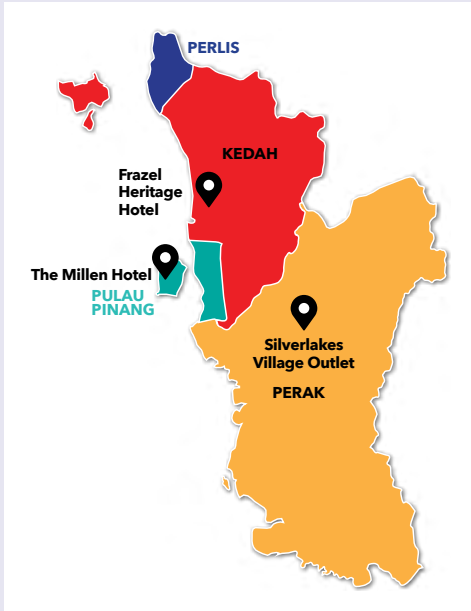 PERLIS
KEDAH
Frazel
Heritage
Hotel
The Millen Hotel
PULAU
PINANG
Silverlakes
Village Outlet
PERAK